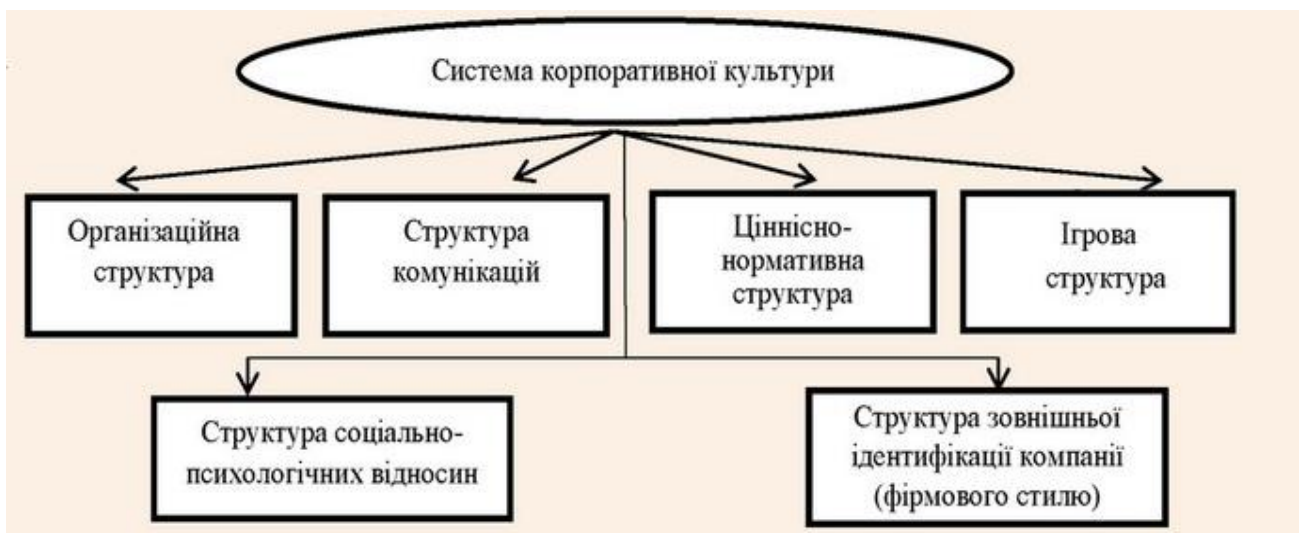 Система корпоративної культури
Організаційна
структура
Структура
комунікацій
Ціннісно-
нормативна
структура
Ігрова
структура
Структура соціально-
психологічних відносин
Структура зовнішньої
ідентифікації компанії
(фірмового стилю)